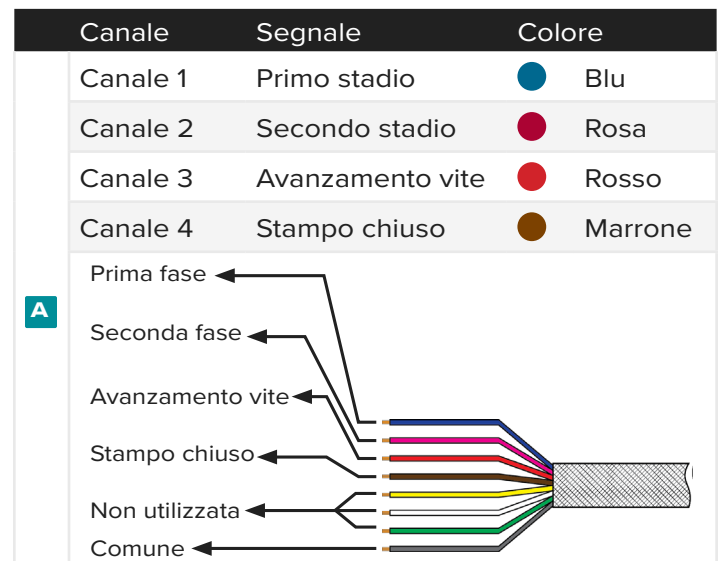 Canale Segnale Colore
Canale 1 Primo stadio Blu
Canale 2 Secondo stadio Rosa
Canale 3 Avanzamento vite Rosso
Canale 4 Stampo chiuso Marrone
A
Prima fase
Seconda fase
Avanzamento vite
Stampo chiuso
Non utilizzata
Comune